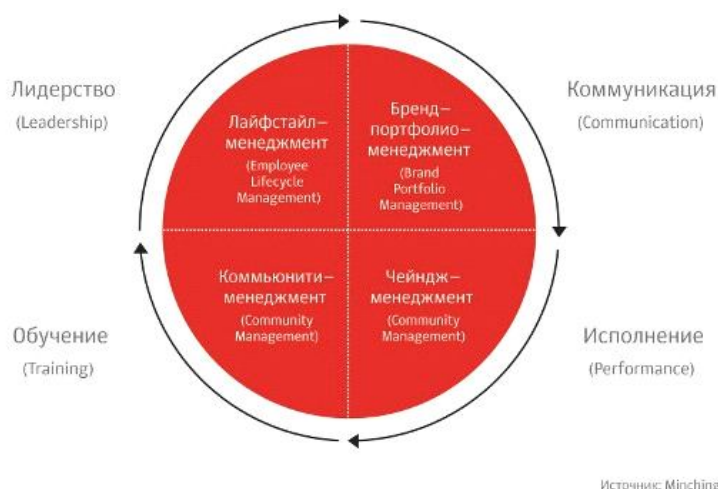 Лидерство
(Leadership)
Коммуникация
(Communication)
Лайфстайл–
менеджмент
(Employee
Lifecycle
Management)
Бренд–
портфолио–
менеджмент
(Brand
Portfolio
Management)
Коммьюнити–
менеджмент
(Community
Management)
Чейндж–
менеджмент
(Community
Management)
Обучение
(Training)
Исполнение
(Performance)
Источник: Minching